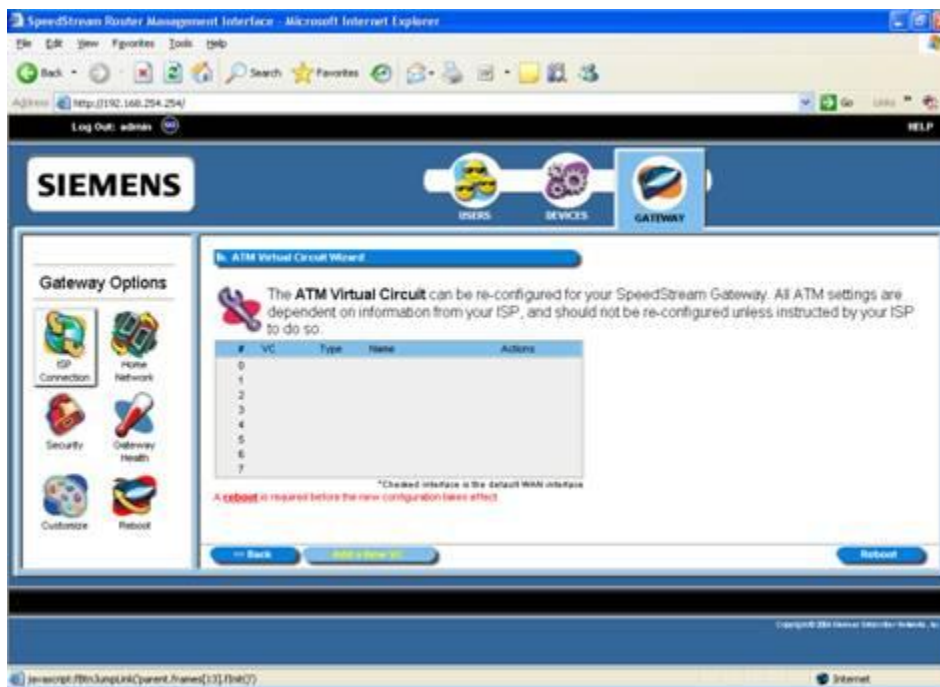 SpeedStream Router Management Interface - Microsoft Internet Explorer
File Edit View Favorites Tools Help
Back Search Favorites
Address http://192.168.254.254/ Go Links
Log Out: admin HELP
SIEMENS
USERS DEVICES GATEWAY
ATM Virtual Circuit Wizard
Gateway Options
The ATM Virtual Circuit can be re-configured for your SpeedStream Gateway. All ATM settings are
dependent on information from your ISP, and should not be re-configured unless instructed by your ISP
to do so.
# VC Type Name Actions
0
1
2
3
4
5
6
7
*Checked interface is the default WAN interface
A reboot is required before the new configuration takes effect
ISP Connection
Home Network
Security
Gateway Health
Customize
Reboot
<< Back Add a New VC Reboot
Internet